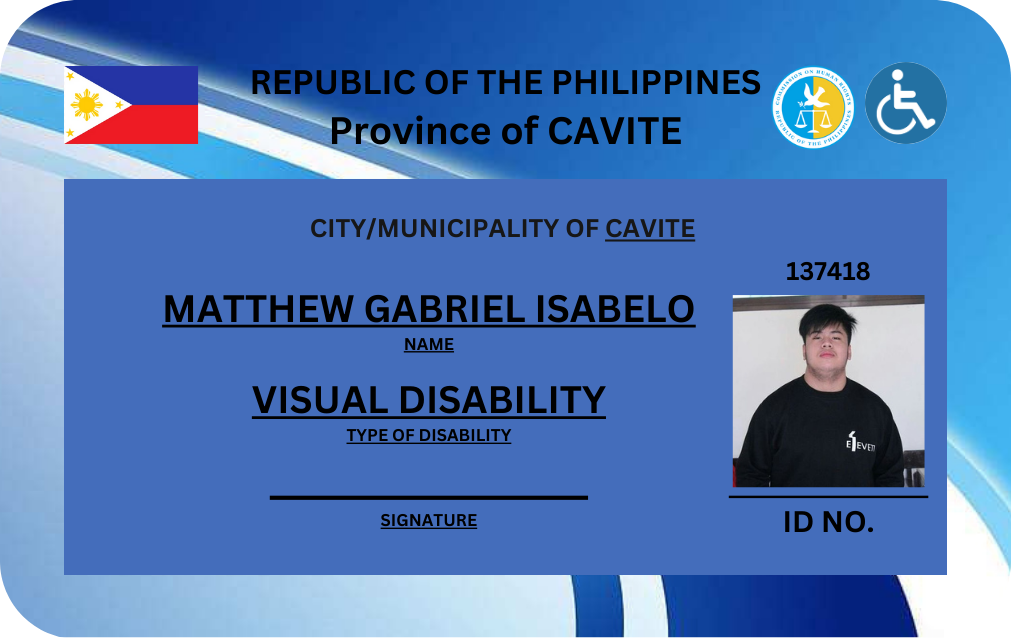 REPUBLIC OF THE PHILIPPINES
Province of CAVITE
COMMISSION ON HUMAN RIGHTS
REPUBLIC OF THE PHILIPPINES
CITY/MUNICIPALITY OF CAVITE
137418
MATTHEW GABRIEL ISABELO
NAME
VISUAL DISABILITY
TYPE OF DISABILITY
SIGNATURE
ID NO.